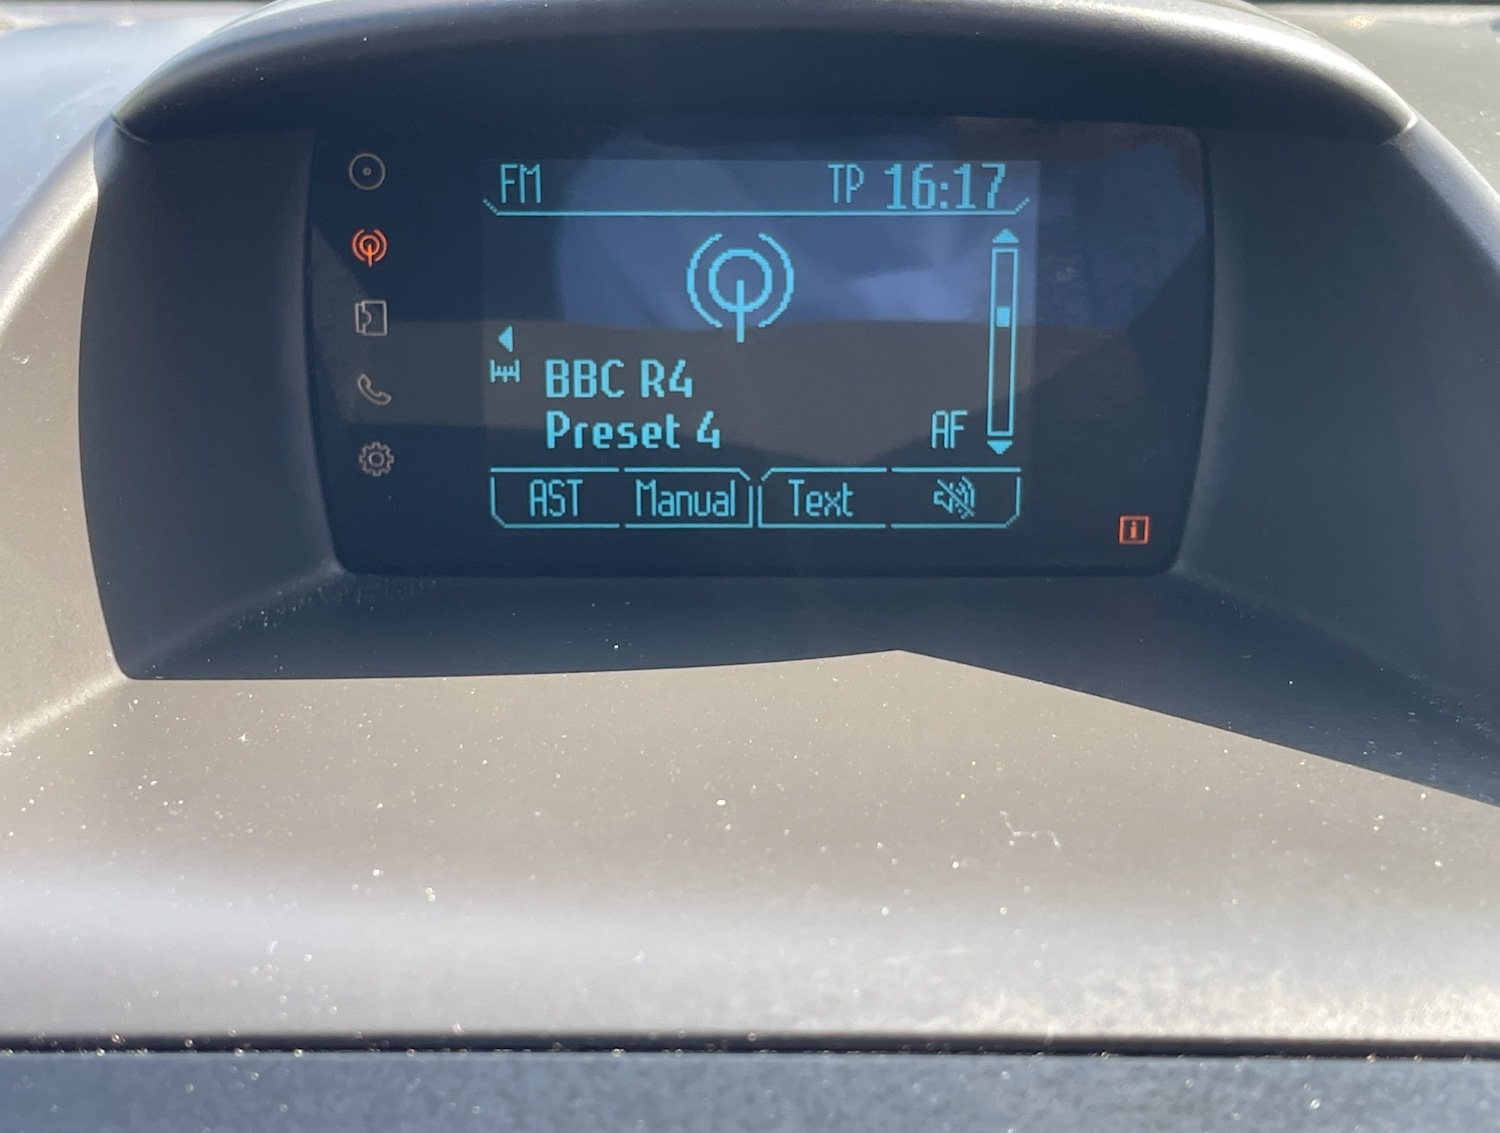 FM TP 16:17
BBC R4
Preset 4 AF
AST Manual Text
i